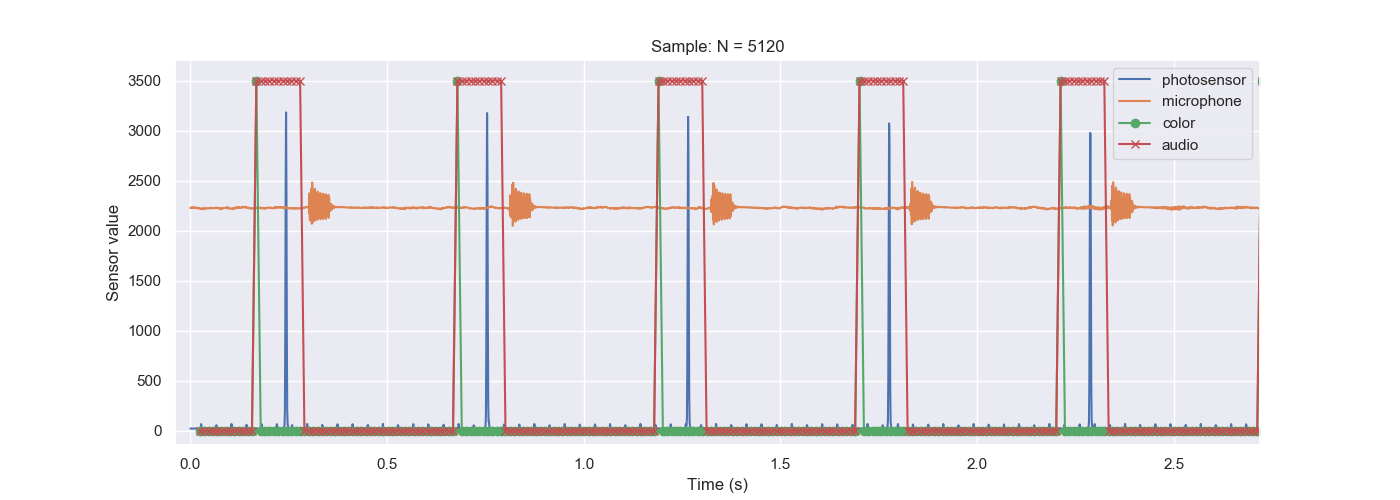 Sample: N = 5120
3500
3000
2500
2000
1500
1000
500
0
Sensor value
0.0 0.5 1.0 1.5 2.0 2.5
Time (s)
photosensor
microphone
color
audio